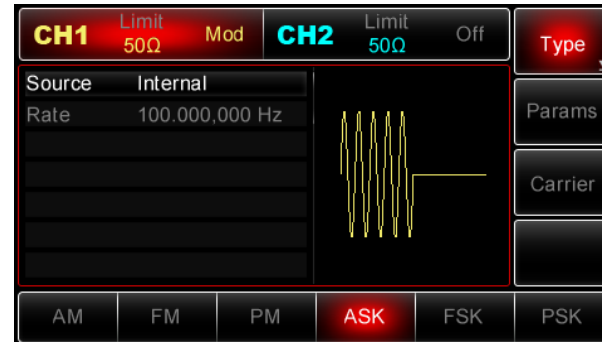 CH1 Limit 50Ω Mod CH2 Limit 50Ω Off
Type
Source Internal
Rate 100.000,000 Hz
Params
Carrier
AM FM PM ASK FSK PSK